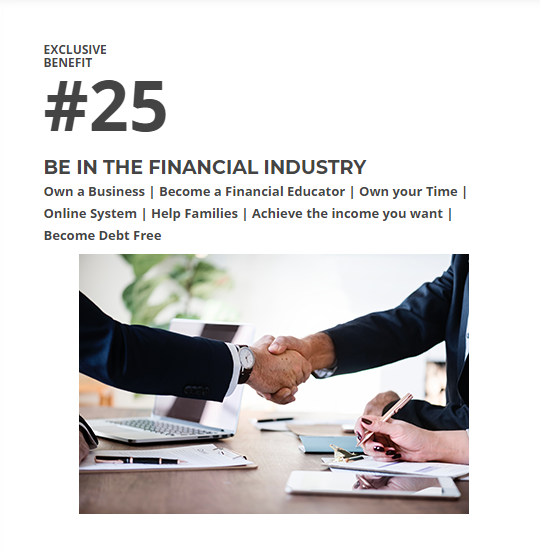 EXCLUSIVE
BENEFIT
#25
BE IN THE FINANCIAL INDUSTRY
Own a Business | Become a Financial Educator | Own your Time |
Online System | Help Families | Achieve the income you want |
Become Debt Free